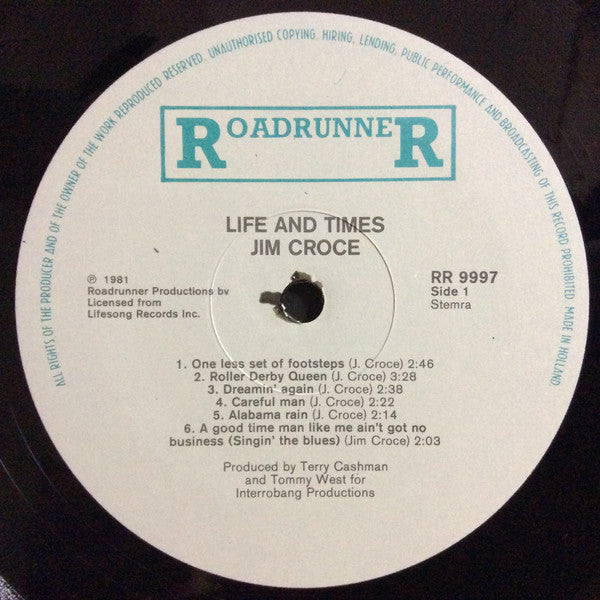 ALL RIGHTS OF THE PRODUCER AND OF THE OWNER OF THE WORK REPRODUCED RESERVED. UNAUTHORISED COPYING, HIRING, LENDING, PUBLIC PERFORMANCE AND BROADCASTING OF THIS RECORD PROHIBITED. MADE IN HOLLAND
ROADRUNNER
LIFE AND TIMES
JIM CROCE
℗ 1981
Roadrunner Productions bv
Licensed from
Lifesong Records Inc.
RR 9997
Side 1
Stemra
1. One less set of footsteps (J. Croce) 2:46
2. Roller Derby Queen (J. Croce) 3:28
3. Dreamin' again (J. Croce) 2:38
4. Careful man (J. Croce) 2:22
5. Alabama rain (J. Croce) 2:14
6. A good time man like me ain't got no
business (Singin' the blues) (Jim Croce) 2:03
Produced by Terry Cashman
and Tommy West for
Interrobang Productions